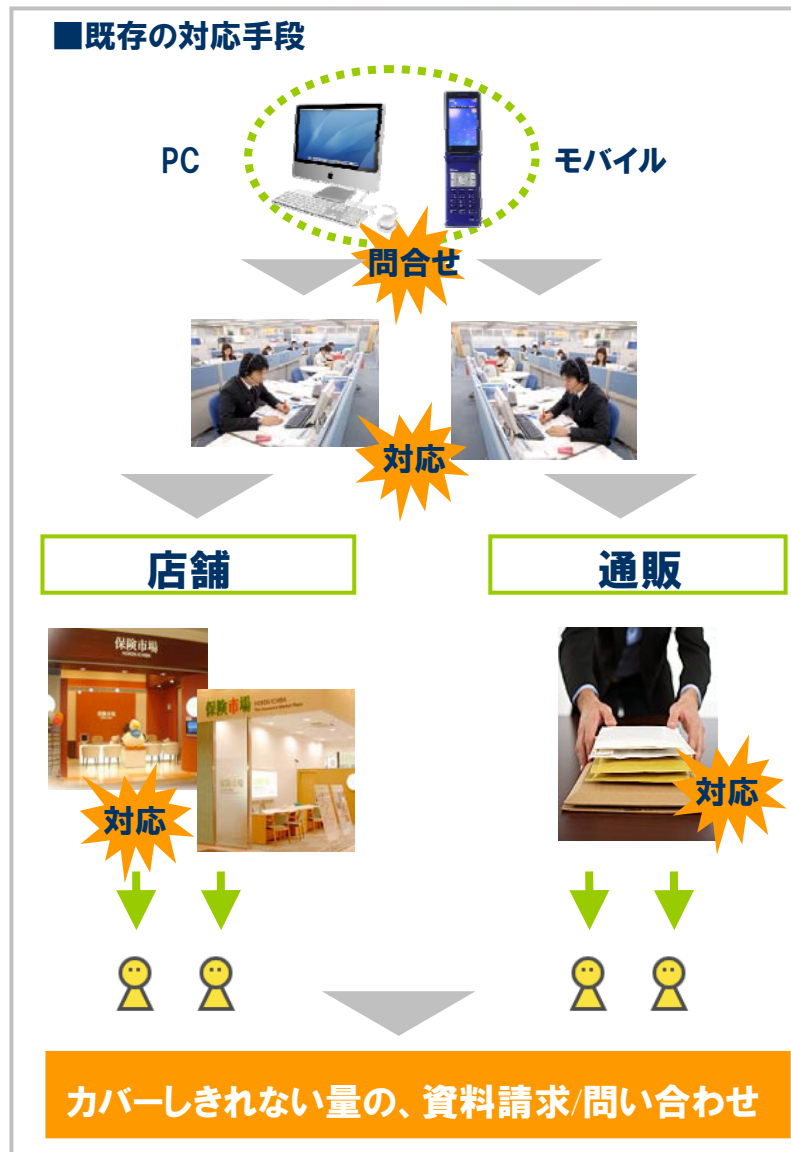 ■既存の対応手段
PC
モバイル
問合せ
対応
店舗
通販
保険市場
HOKEN ICHIBA
保険市場
対応
対応
カバーしきれない量の、資料請求/問い合わせ